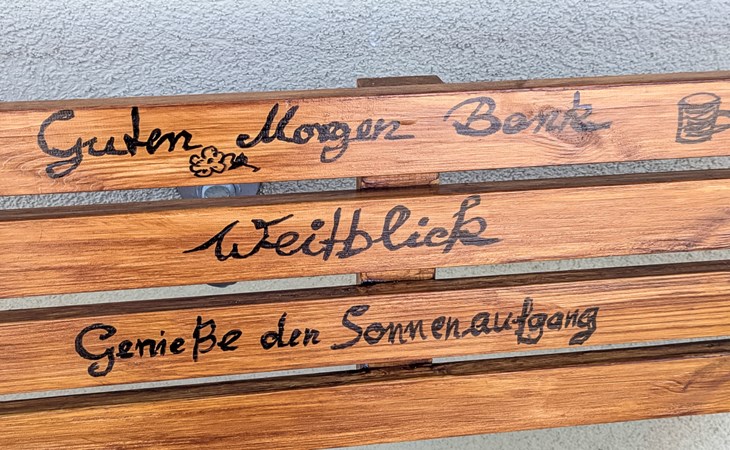 Guten Morgen Bank
Weitblick
Genieße den Sonnenaufgang